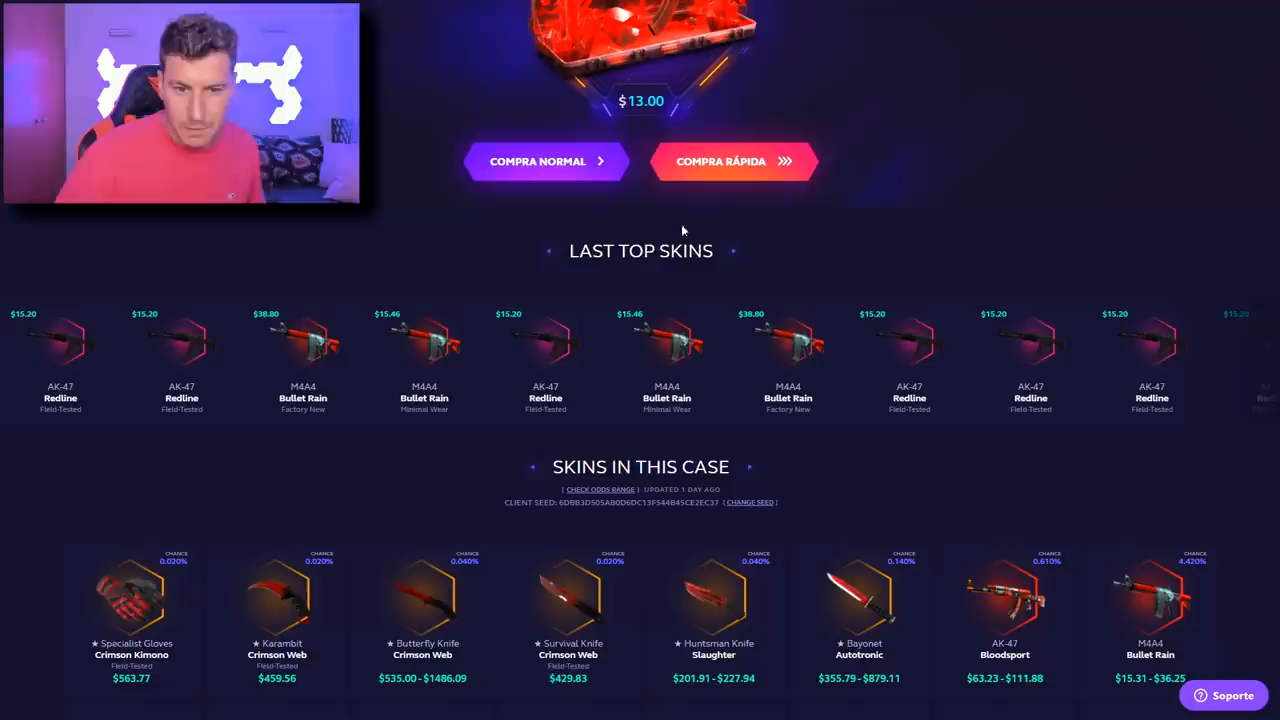 $13.00
COMPRA NORMAL
COMPRA RÁPIDA
LAST TOP SKINS
$15.20 $15.20 $38.80 $15.46 $15.20 $15.46 $38.80 $15.20 $15.20 $15.20 $15.20
AK-47 AK-47 M4A4 M4A4 AK-47 M4A4 M4A4 AK-47 AK-47 AK-47
Redline Redline Bullet Rain Bullet Rain Redline Bullet Rain Bullet Rain Redline Redline Redline
Field-Tested Field-Tested Factory New Minimal Wear Field-Tested Minimal Wear Factory New Field-Tested Field-Tested Field-Tested
SKINS IN THIS CASE
[ CHECK ODDS RANGE ] UPDATED 1 DAY AGO
CLIENT SEED: 6DBB3D505AB0D6DC13F544B45CE2EC37 [ CHANGE SEED ]
CHANCE CHANCE CHANCE CHANCE CHANCE CHANCE CHANCE CHANCE
0.020% 0.020% 0.040% 0.020% 0.040% 0.140% 0.610% 4.420%
★ Specialist Gloves ★ Karambit ★ Butterfly Knife ★ Survival Knife ★ Huntsman Knife ★ Bayonet AK-47 M4A4
Crimson Kimono Crimson Web Crimson Web Crimson Web Slaughter Autotronic Bloodsport Bullet Rain
Field-Tested Field-Tested Field-Tested
$563.77 $459.56 $535.00 - $1486.09 $429.83 $201.91 - $227.94 $355.79 - $879.11 $63.23 - $111.88 $15.31 - $36.25
Soporte